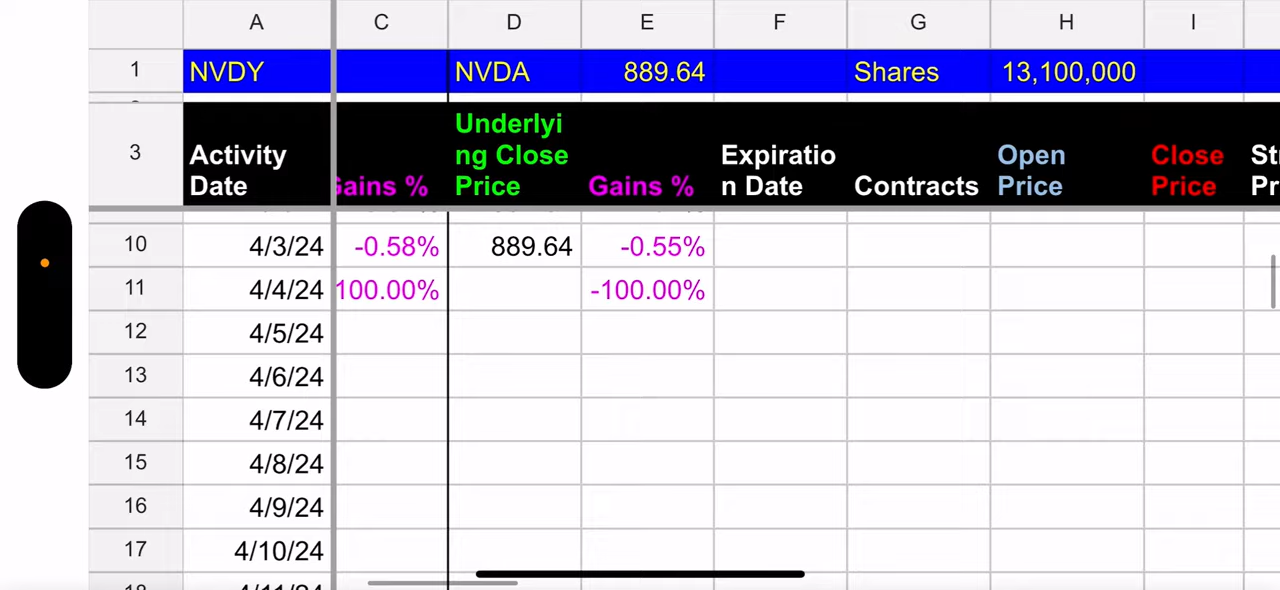 A C D E F G H I
1 NVDY NVDA 889.64 Shares 13,100,000
3 Activity Date Gains % Underlyi ng Close Price Gains % Expiratio n Date Contracts Open Price Close Price
10 4/3/24 -0.58% 889.64 -0.55%
11 4/4/24 100.00% -100.00%
12 4/5/24
13 4/6/24
14 4/7/24
15 4/8/24
16 4/9/24
17 4/10/24